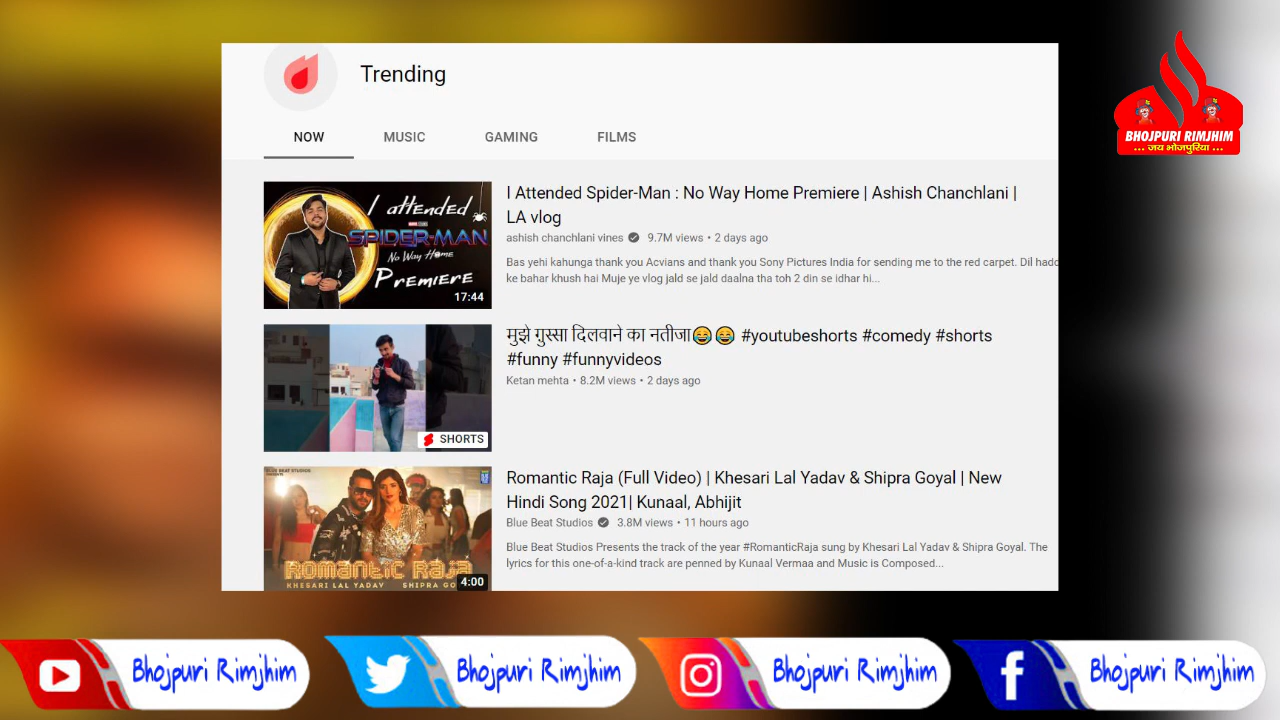 Trending
NOW MUSIC GAMING FILMS
BHOJPURI RIMJHIM
... जय भोजपुरिया ...
I attended
SPIDER-MAN
No Way Home
Premiere
17:44
I Attended Spider-Man : No Way Home Premiere | Ashish Chanchlani |
LA vlog
ashish chanchlani vines 9.7M views • 2 days ago
Bas yehi kahunga thank you Acvians and thank you Sony Pictures India for sending me to the red carpet. Dil hadd
ke bahar khush hai Muje ye vlog jald se jald daalna tha toh 2 din se idhar hi...
SHORTS
मुझे गुस्सा दिलवाने का नतीजा😂😂 #youtubeshorts #comedy #shorts
#funny #funnyvideos
Ketan mehta • 8.2M views • 2 days ago
BLUE BEAT STUDIOS
ROMANTIC RAJA
KHESARI LAL YADAV SHIPRA GO
4:00
Romantic Raja (Full Video) | Khesari Lal Yadav & Shipra Goyal | New
Hindi Song 2021| Kunaal, Abhijit
Blue Beat Studios 3.8M views • 11 hours ago
Blue Beat Studios Presents the track of the year #RomanticRaja sung by Khesari Lal Yadav & Shipra Goyal. The
lyrics for this one-of-a-kind track are penned by Kunaal Vermaa and Music is Composed...
Bhojpuri Rimjhim
Bhojpuri Rimjhim
Bhojpuri Rimjhim
Bhojpuri Rimjhim